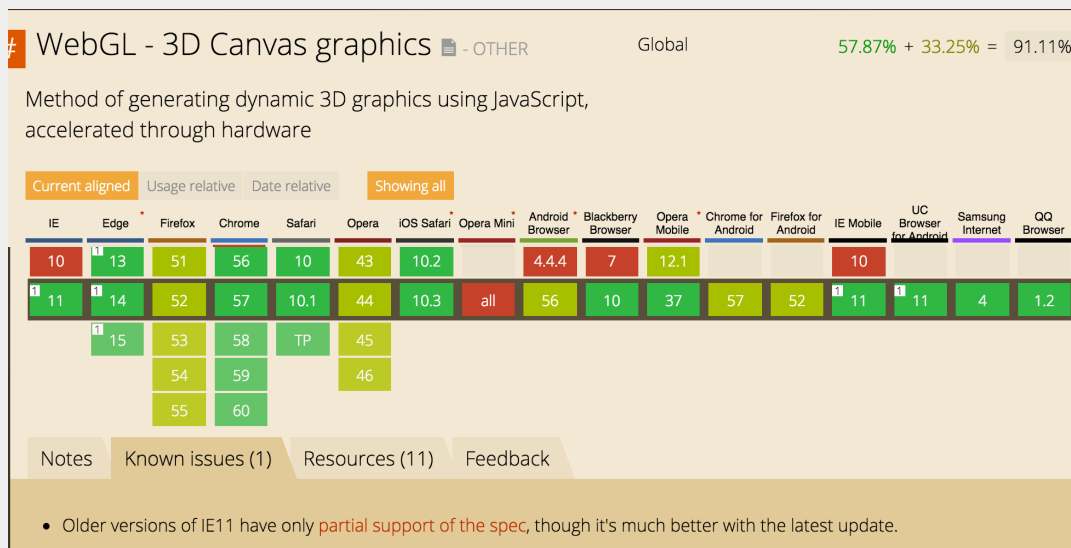 # WebGL - 3D Canvas graphics - OTHER Global 57.87% + 33.25% = 91.11%
Method of generating dynamic 3D graphics using JavaScript,
accelerated through hardware
Current aligned Usage relative Date relative Showing all
IE Edge * Firefox Chrome Safari Opera iOS Safari * Opera Mini * Android Browser * Blackberry Browser Opera Mobile * Chrome for Android Firefox for Android IE Mobile UC Browser for Android Samsung Internet QQ Browser
10 1 13 51 56 10 43 10.2 4.4.4 7 12.1 10
1 11 1 14 52 57 10.1 44 10.3 all 56 10 37 57 52 1 11 1 11 4 1.2
1 15 53 58 TP 45
54 59 46
55 60
Notes Known issues (1) Resources (11) Feedback
• Older versions of IE11 have only partial support of the spec, though it's much better with the latest update.